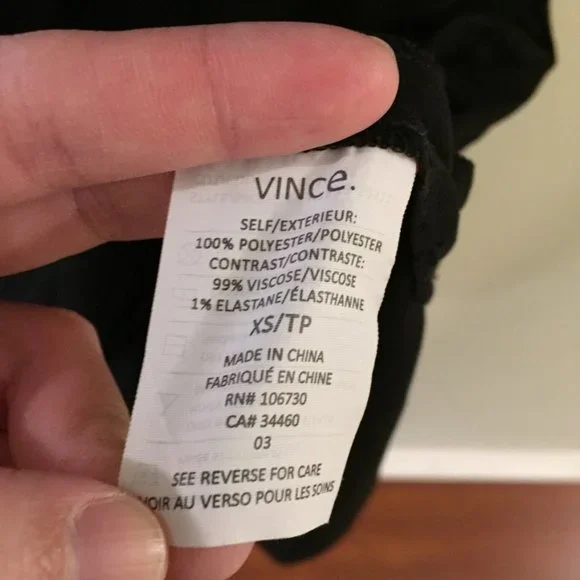 VINce.
SELF/EXTERIEUR:
100% POLYESTER/POLYESTER
CONTRAST/CONTRASTE:
99% VISCOSE/VISCOSE
1% ELASTANE/ÉLASTHANNE
XS/TP
MADE IN CHINA
FABRIQUÉ EN CHINE
RN# 106730
CA# 34460
03
SEE REVERSE FOR CARE
VOIR AU VERSO POUR LES SOINS